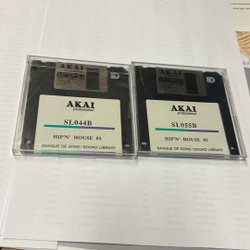 AKAI
professional
SL044B
HIP'N' HOUSE #1
BANQUE DE SONS / SOUND LIBRARY
AKAI
professional
SL055B
HIP'N' HOUSE #5
BANQUE DE SONS / SOUND LIBRARY